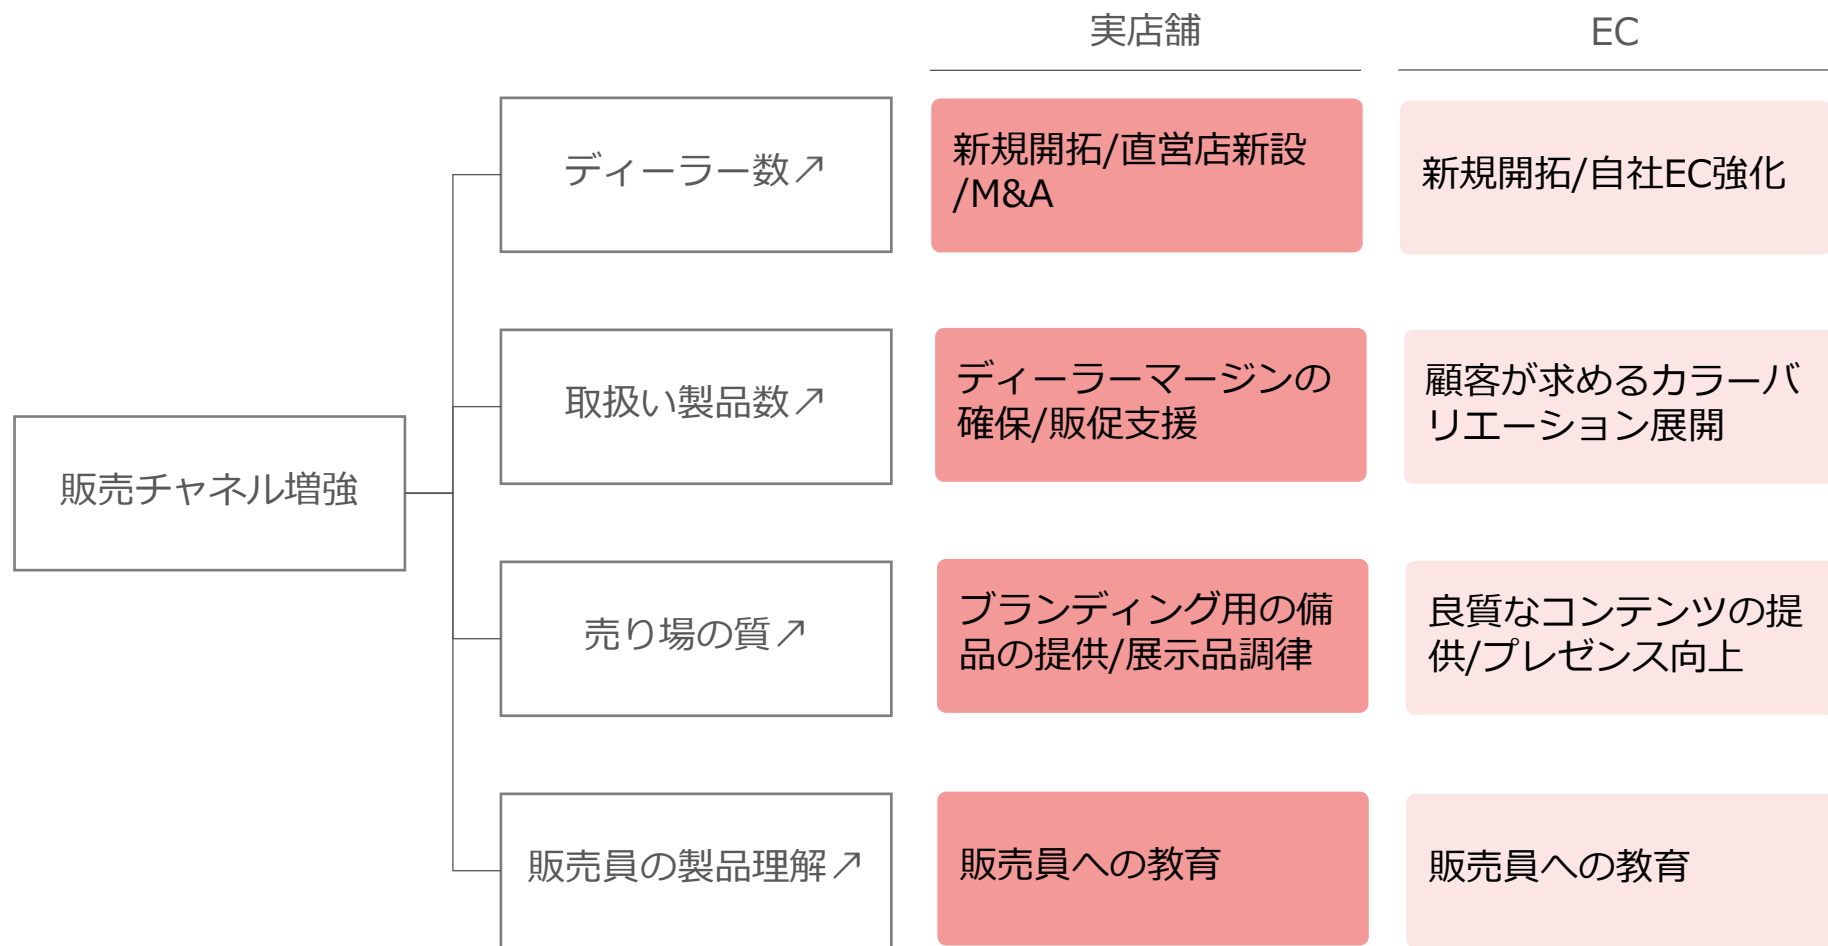 実店舗
EC
ディーラー数↗
新規開拓/直営店新設
/M&A
新規開拓/自社EC強化
取扱い製品数↗
ディーラーマージンの
確保/販促支援
顧客が求めるカラーバ
リエーション展開
販売チャネル増強
売り場の質↗
ブランディング用の備
品の提供/展示品調律
良質なコンテンツの提
供/プレゼンス向上
販売員の製品理解↗
販売員への教育
販売員への教育